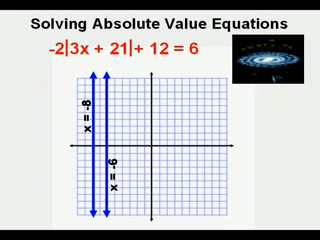 Solving Absolute Value Equations
-2|3x + 21|+ 12 = 6
x = -8
x = -6